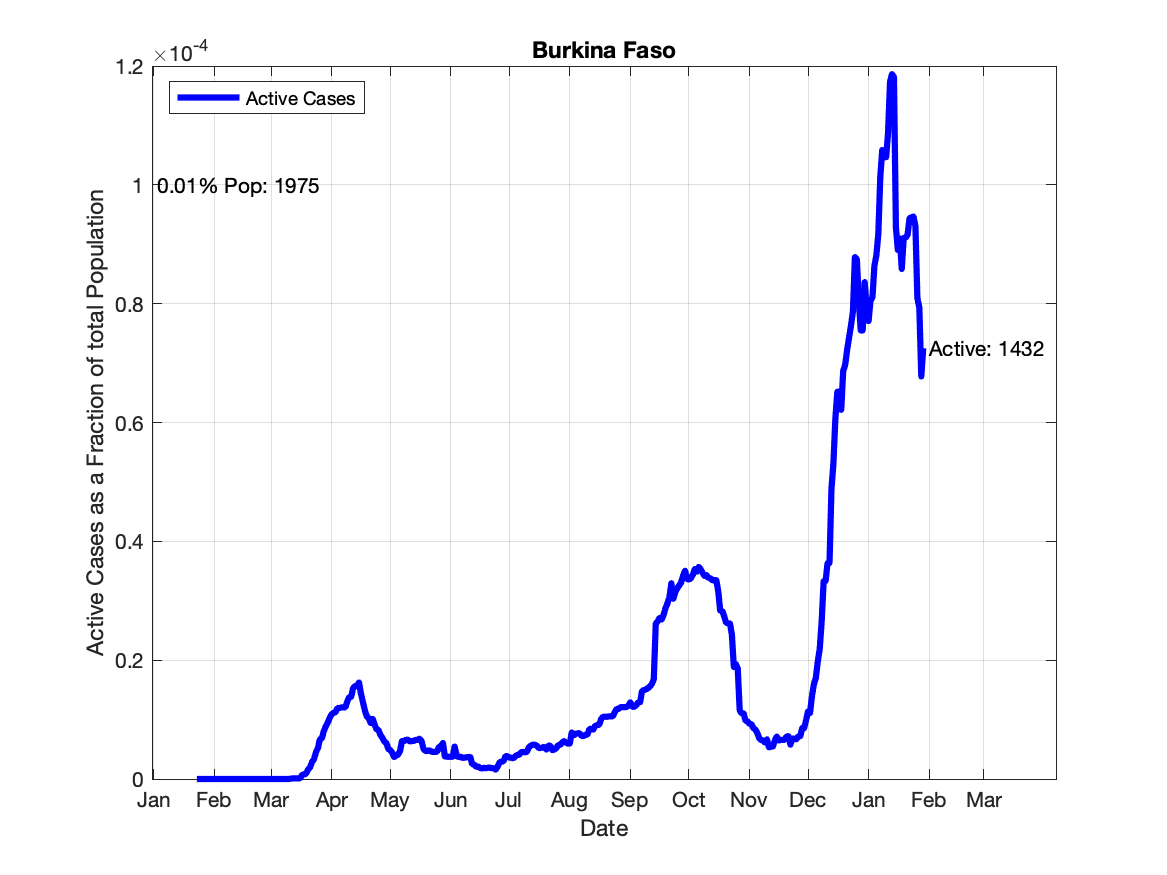 Burkina Faso
×10-4
1.2
1
0.8
0.6
0.4
0.2
0
Active Cases
0.01% Pop: 1975
Active: 1432
Active Cases as a Fraction of total Population
Jan Feb Mar Apr May Jun Jul Aug Sep Oct Nov Dec Jan Feb Mar
Date